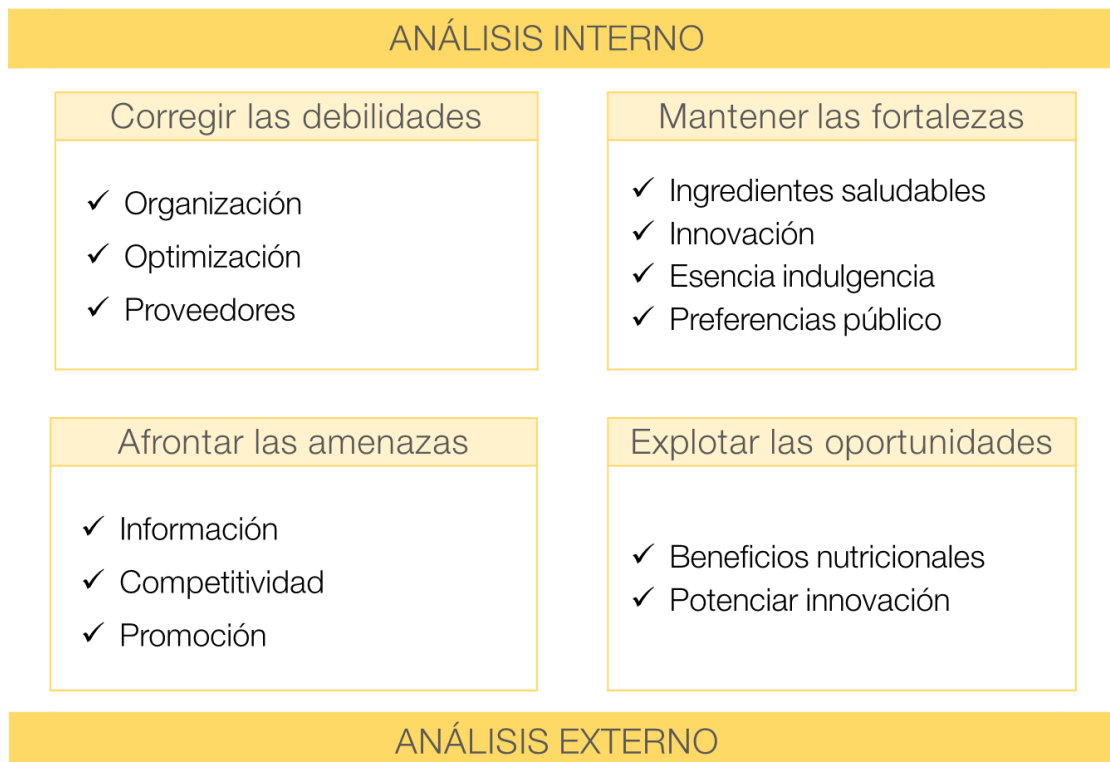 ANÁLISIS INTERNO
Corregir las debilidades
✓ Organización
✓ Optimización
✓ Proveedores
Mantener las fortalezas
✓ Ingredientes saludables
✓ Innovación
✓ Esencia indulgencia
✓ Preferencias público
Afrontar las amenazas
✓ Información
✓ Competitividad
✓ Promoción
Explotar las oportunidades
✓ Beneficios nutricionales
✓ Potenciar innovación
ANÁLISIS EXTERNO